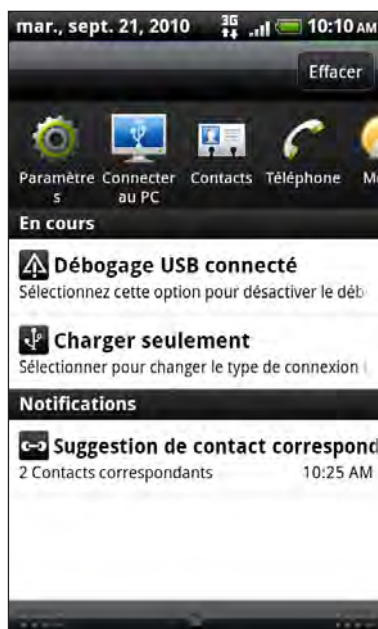 mar., sept. 21, 2010 3G 10:10 AM
Effacer
Paramètre Connecter Contacts Téléphone
s au PC
En cours
Débogage USB connecté
Sélectionnez cette option pour désactiver le déb
Charger seulement
Sélectionner pour changer le type de connexion
Notifications
Suggestion de contact correspond
2 Contacts correspondants 10:25 AM